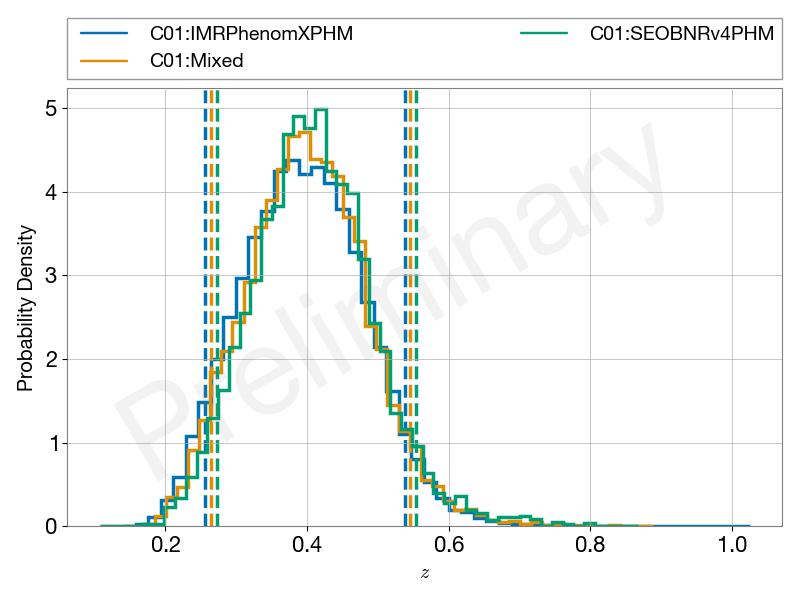 C01:IMRPhenomXPHM
C01:Mixed
C01:SEOBNRv4PHM
Preliminary
Probability Density
5
4
3
2
1
0
0.2 0.4 0.6 0.8 1.0
z